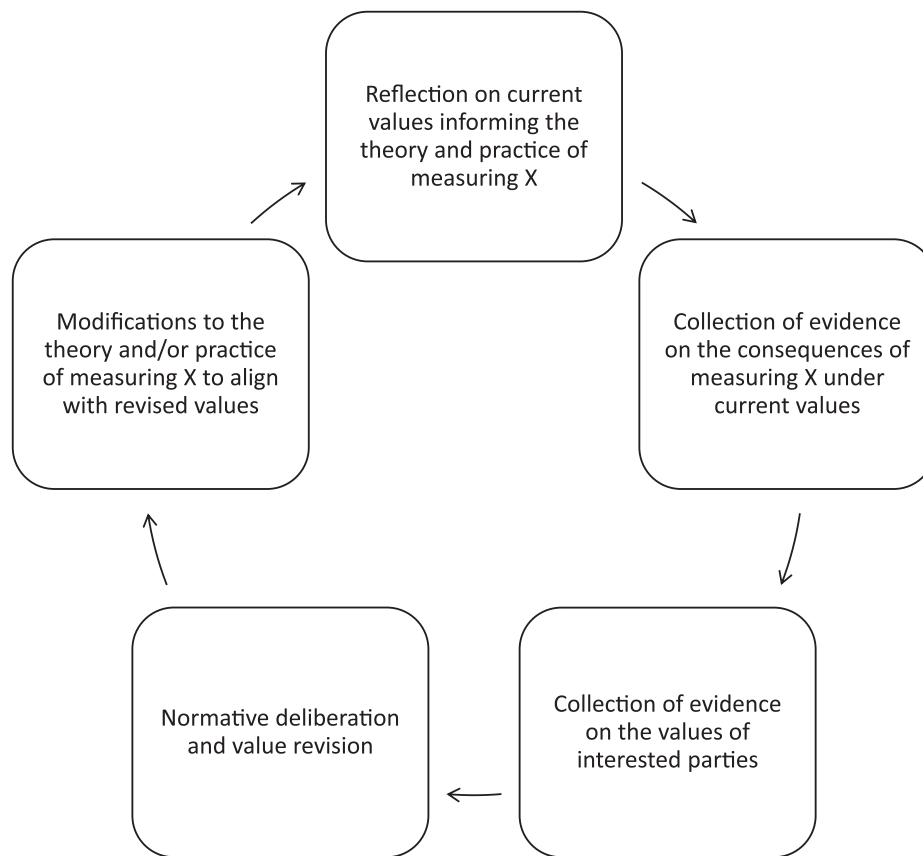 Reflection on current
values informing the
theory and practice of
measuring X
Collection of evidence
on the consequences of
measuring X under
current values
Collection of evidence
on the values of
interested parties
Normative deliberation
and value revision
Modifications to the
theory and/or practice
of measuring X to align
with revised values